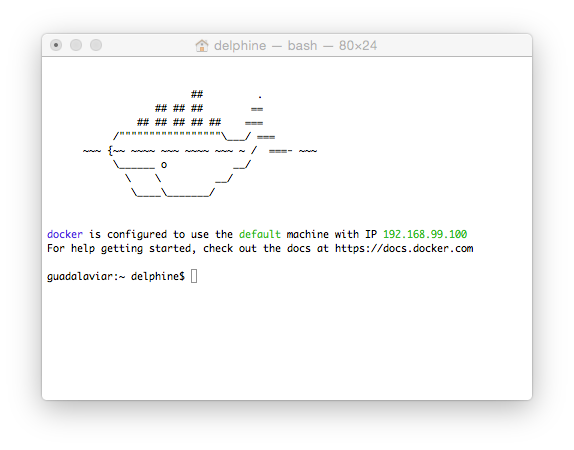 delphine — bash — 80×24
                        ##         .
                  ## ## ##        ==
               ## ## ## ## ##    ===
           /"""""""""""""""""\___/ ===
      ~~~ {~~ ~~~~ ~~~ ~~~~ ~~~ ~ /  ===- ~~~
           \______ o           __/
             \    \         __/
              \____\_______/
docker is configured to use the default machine with IP 192.168.99.100
For help getting started, check out the docs at https://docs.docker.com
guadalaviar:~ delphine$